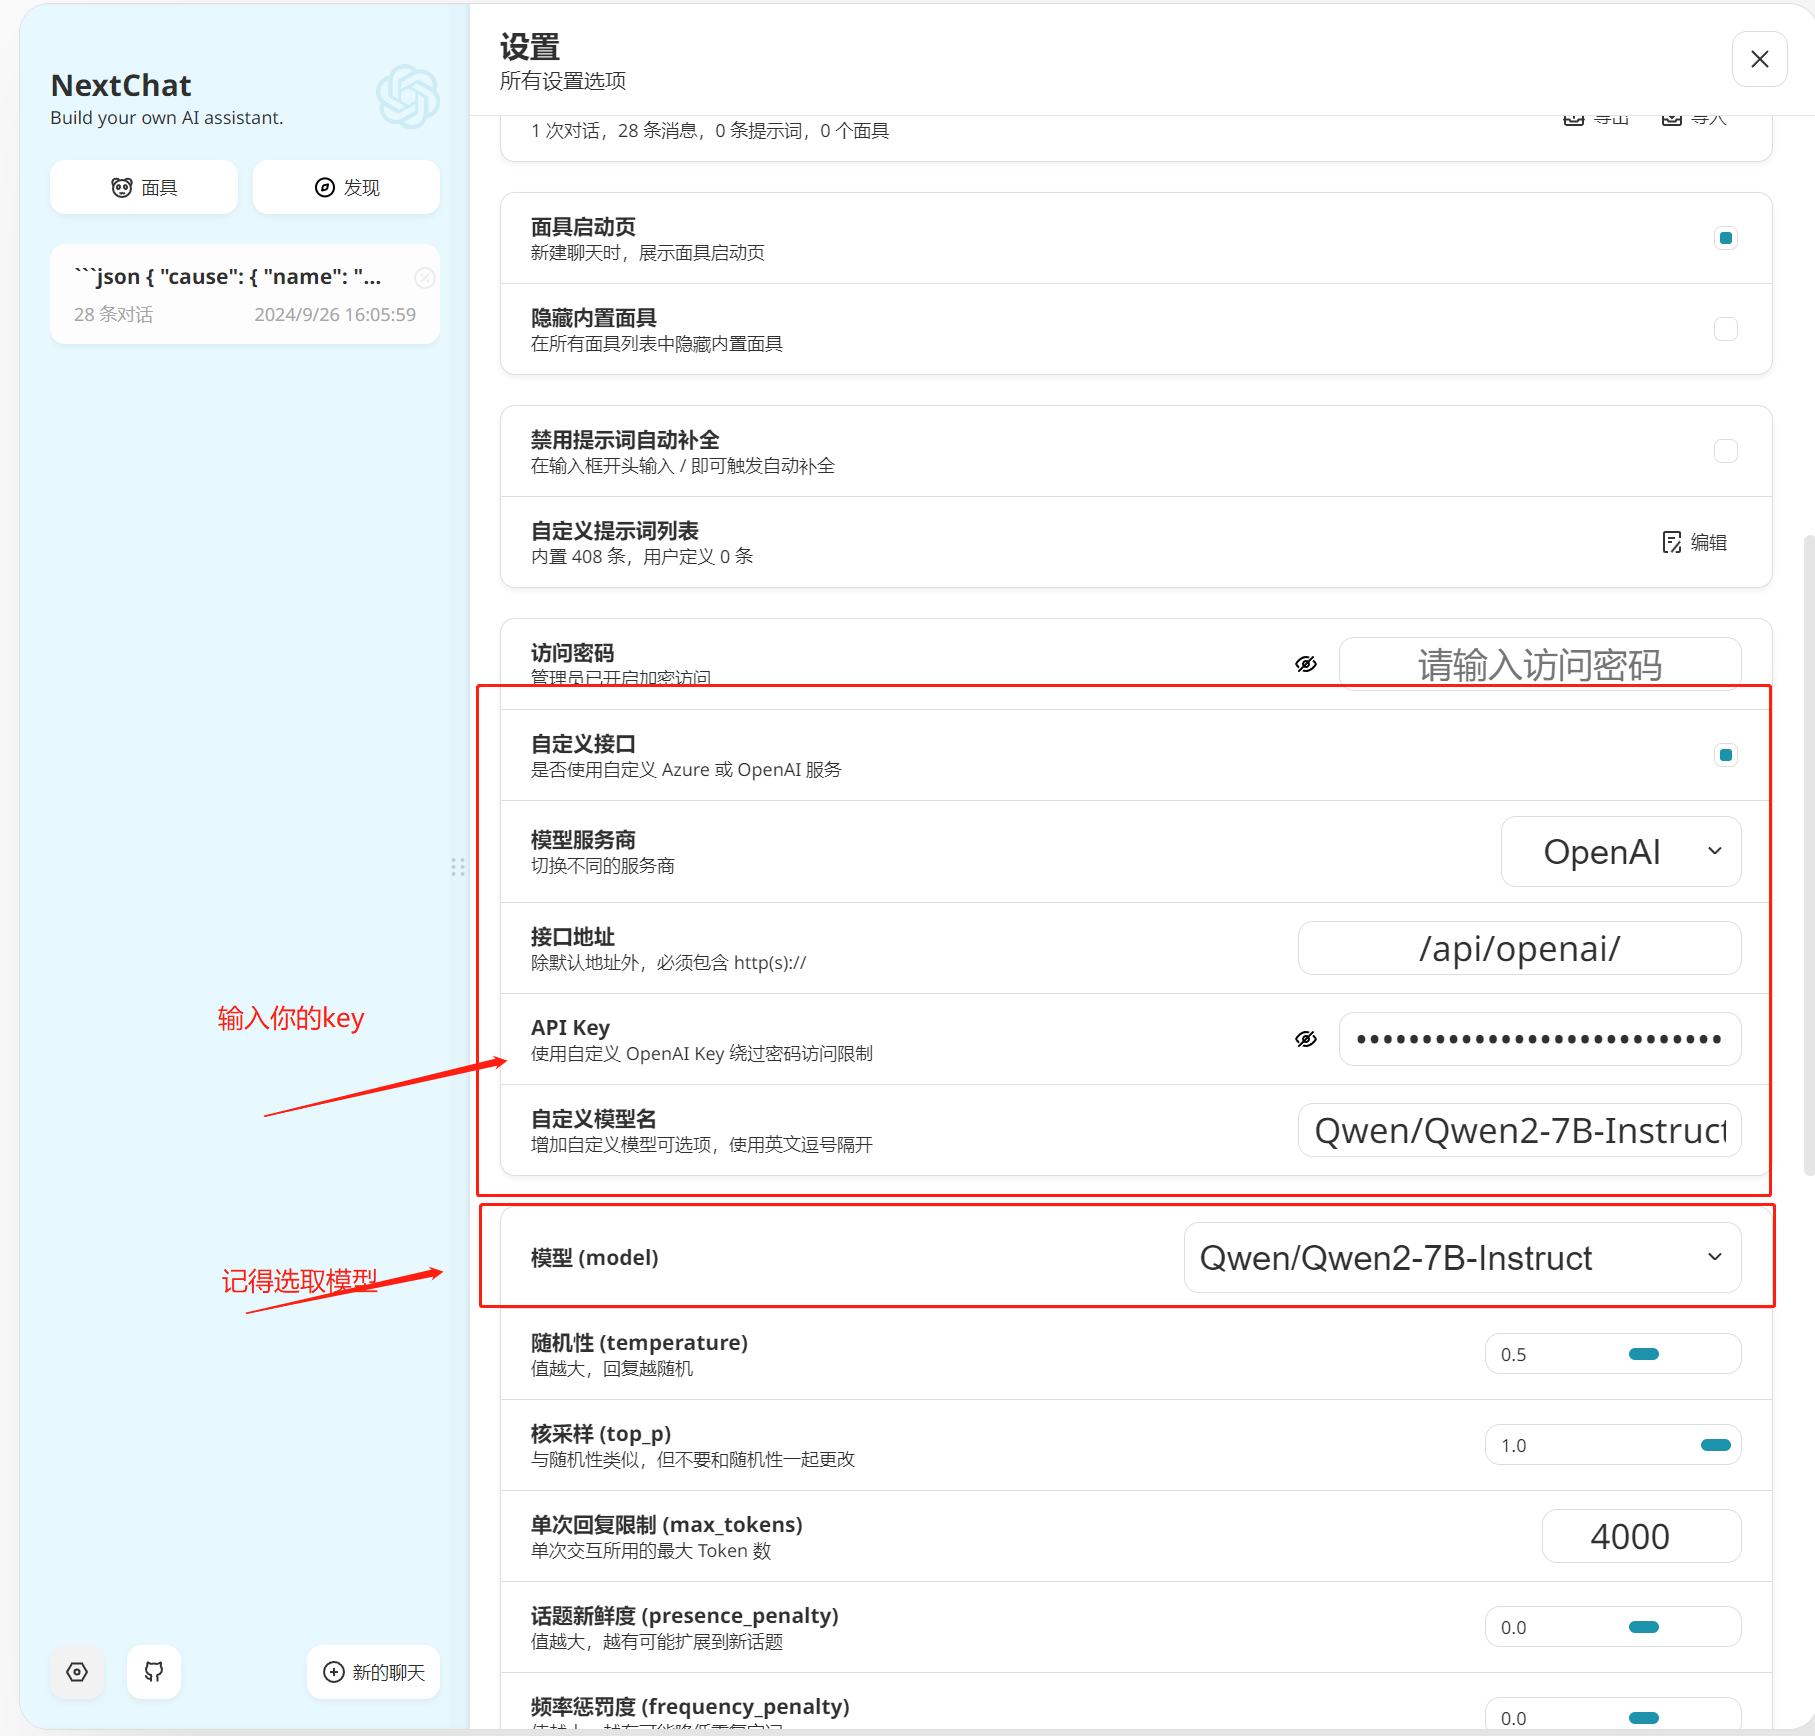 NextChat
Build your own AI assistant.
面具
发现
```json { "cause": { "name": "...
28 条对话
2024/9/26 16:05:59
输入你的key
记得选取模型
新的聊天
设置
所有设置选项
1 次对话，28 条消息，0 条提示词，0 个面具
导出
导入
面具启动页
新建聊天时，展示面具启动页
隐藏内置面具
在所有面具列表中隐藏内置面具
禁用提示词自动补全
在输入框开头输入 / 即可触发自动补全
自定义提示词列表
内置 408 条，用户定义 0 条
编辑
访问密码
管理员已开启加密访问
请输入访问密码
自定义接口
是否使用自定义 Azure 或 OpenAI 服务
模型服务商
切换不同的服务商
OpenAI
接口地址
除默认地址外，必须包含 http(s)://
/api/openai/
API Key
使用自定义 OpenAI Key 绕过密码访问限制
自定义模型名
增加自定义模型可选项，使用英文逗号隔开
Qwen/Qwen2-7B-Instruct
模型 (model)
Qwen/Qwen2-7B-Instruct
随机性 (temperature)
值越大，回复越随机
0.5
核采样 (top_p)
与随机性类似，但不要和随机性一起更改
1.0
单次回复限制 (max_tokens)
单次交互所用的最大 Token 数
4000
话题新鲜度 (presence_penalty)
值越大，越有可能扩展到新话题
0.0
频率惩罚度 (frequency_penalty)
0.0